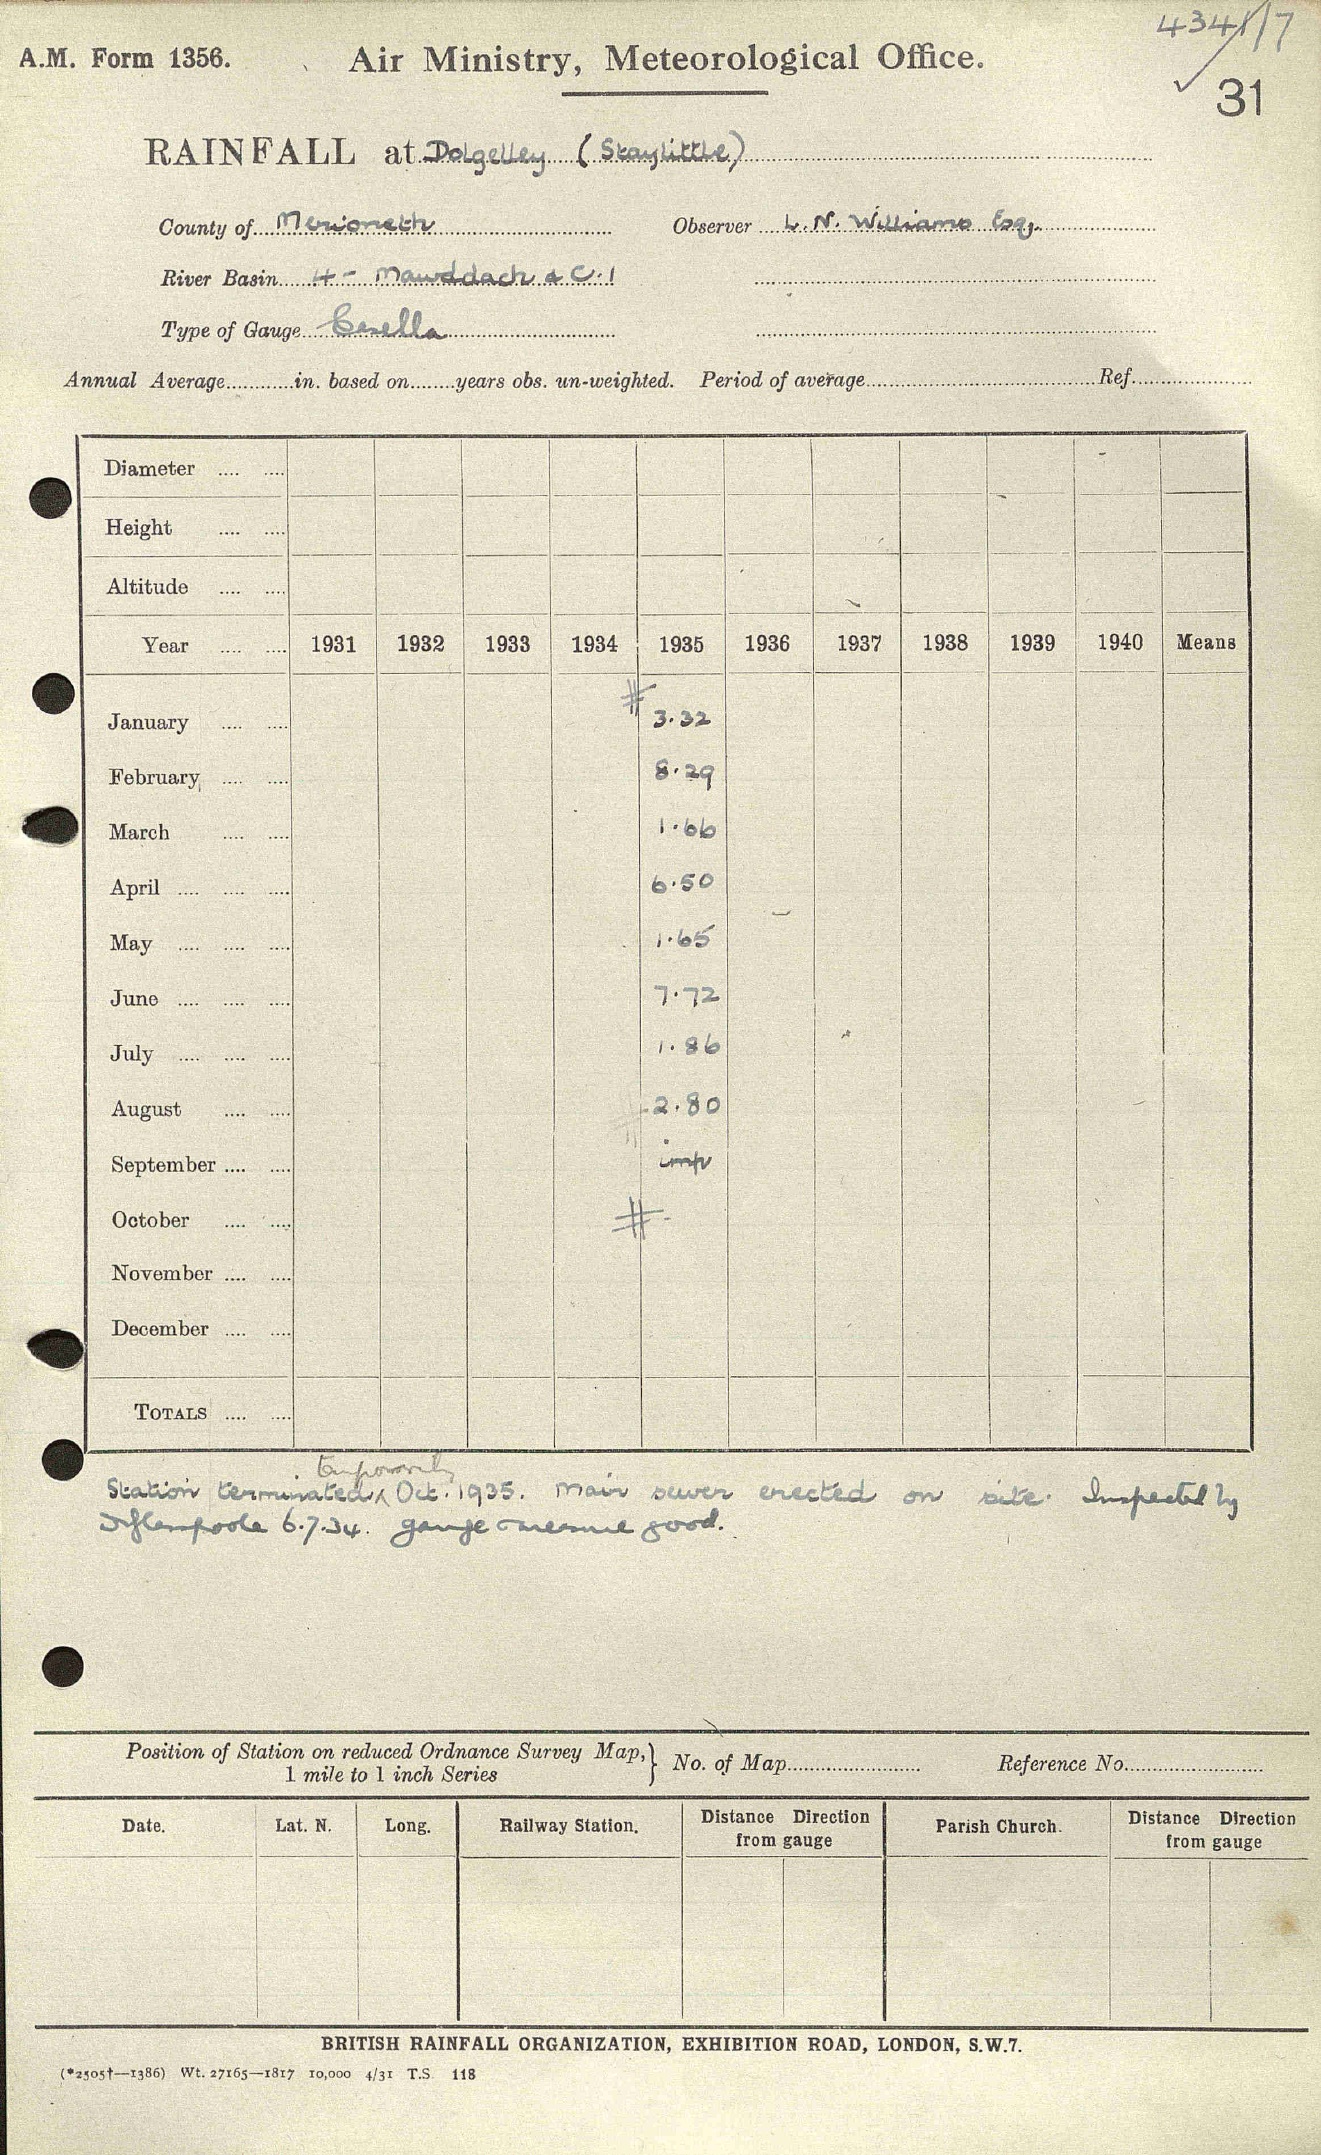 4341/7
A.M. Form 1356. Air Ministry, Meteorological Office.
31
RAINFALL at Dolgelley (Staylittle)
County of Merioneth Observer L. N. Williams Esq.
River Basin 4 - Mawddach & C. 1
Type of Gauge Casella
Annual Average in. based on years obs. un-weighted. Period of average Ref.
Diameter .... ....
Height .... ....
Altitude .... ....
Year .... .... 1931 1932 1933 1934 1935 1936 1937 1938 1939 1940 Means
January .... .... # 3.32
February .... .... 8.29
March .... .... 1.66
April .... .... .... 6.50
May .... .... .... 1.65
June .... .... .... 7.72
July .... .... .... 1.86
August .... .... # 2.80
September .... .... imp
October .... .... #
November .... ....
December .... ....
TOTALS .... ....
temporarily
Station terminated ^ Oct. 1935. Main sewer erected on site. Inspected by
6.7.34. gauge measure good.
Position of Station on reduced Ordnance Survey Map, } No. of Map Reference No.
1 mile to 1 inch Series
Date. Lat. N. Long. Railway Station. Distance Direction Parish Church. Distance Direction
from gauge from gauge
BRITISH RAINFALL ORGANIZATION, EXHIBITION ROAD, LONDON, S.W.7.
(*2505†—1386) Wt. 27165—1817 10,000 4/31 T.S. 118